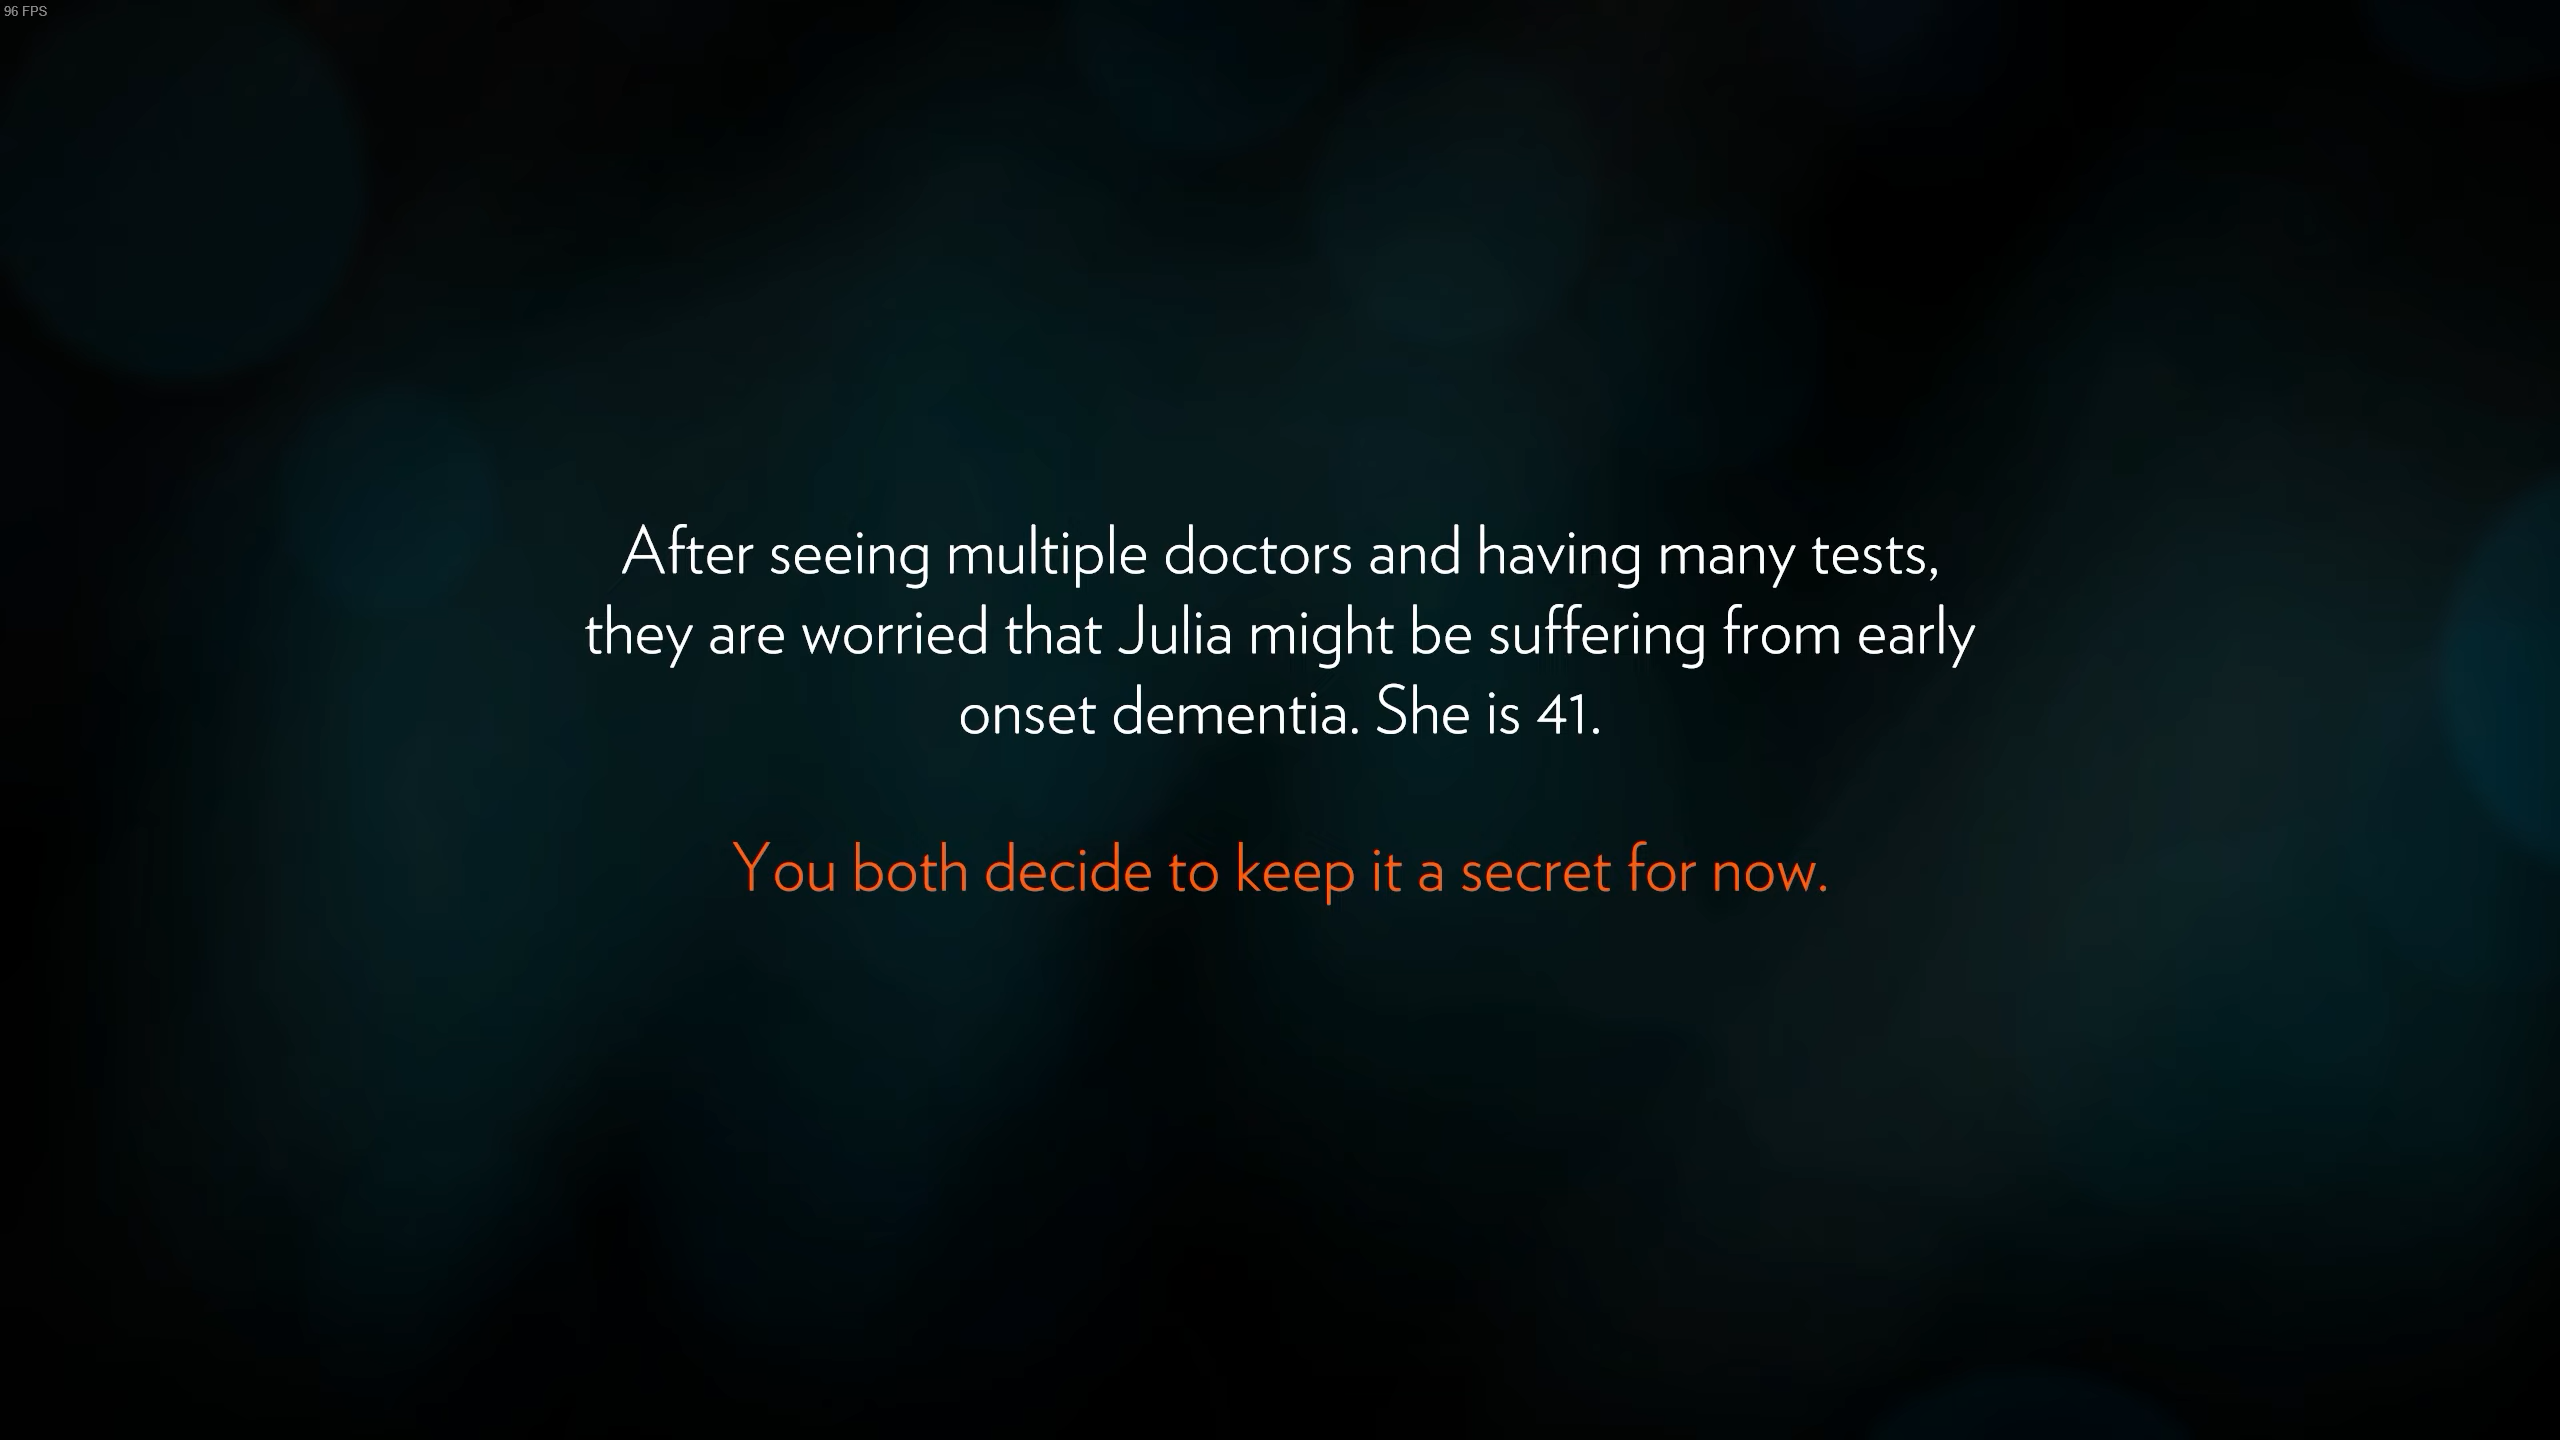 96 FPS
After seeing multiple doctors and having many tests,
they are worried that Julia might be suffering from early
onset dementia. She is 41.
You both decide to keep it a secret for now.